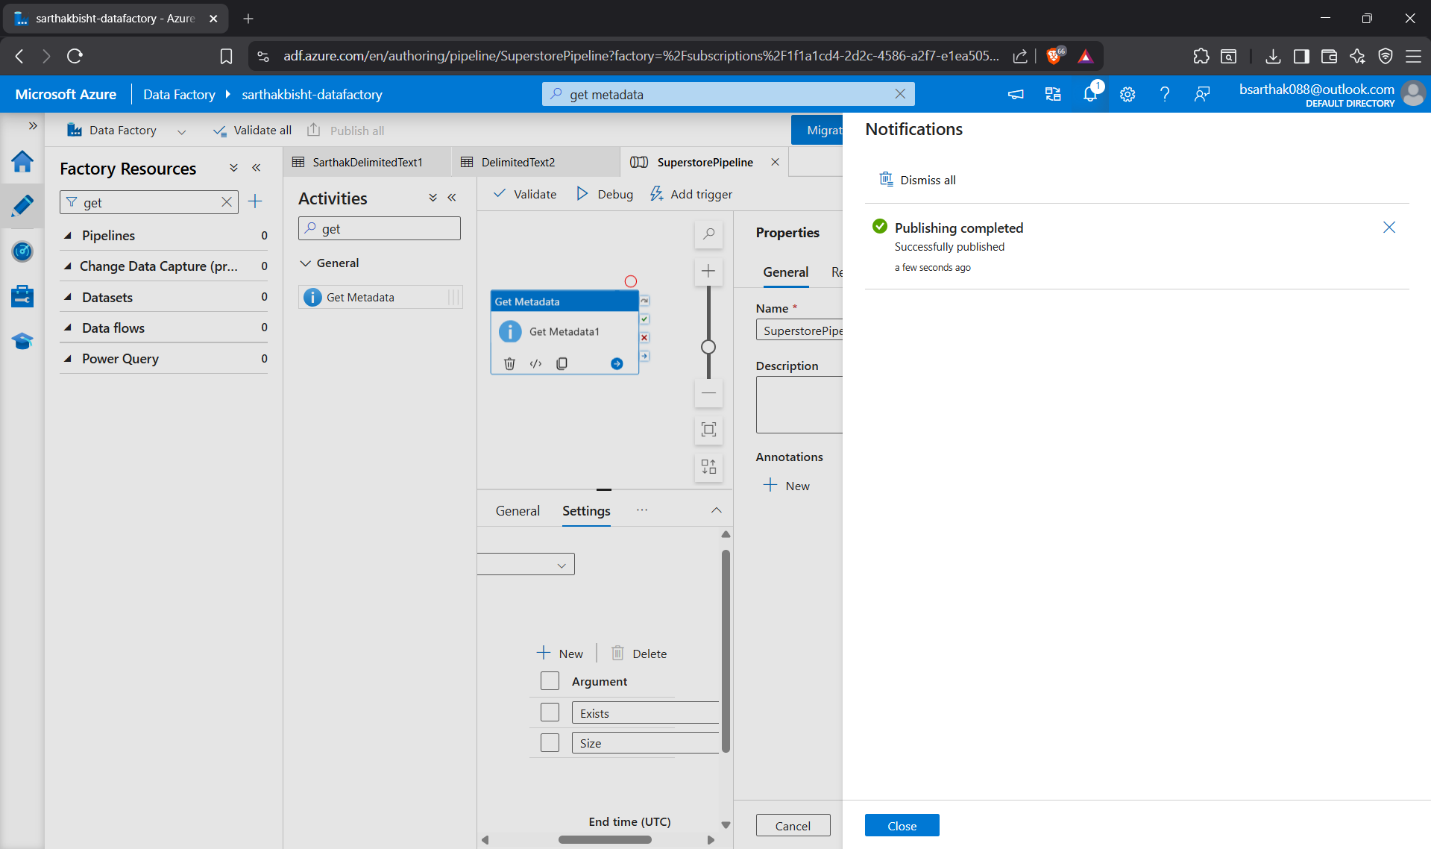 sarthakbisht-datafactory - Azure
adf.azure.com/en/authoring/pipeline/SuperstorePipeline?factory=%2Fsubscriptions%2F1f1a1cd4-2d2c-4586-a2f7-e1ea505...
66
Microsoft Azure
Data Factory
sarthakbisht-datafactory
get metadata
1
bsarthak088@outlook.com
DEFAULT DIRECTORY
Data Factory
Validate all
Publish all
Migrat
Factory Resources
get
Pipelines 0
Change Data Capture (pr... 0
Datasets 0
Data flows 0
Power Query 0
SarthakDelimitedText1
DelimitedText2
SuperstorePipeline
Activities
get
General
Get Metadata
Validate
Debug
Add trigger
Get Metadata
Get Metadata1
General
Settings
...
New
Delete
Argument
Exists
Size
End time (UTC)
Properties
General
Re
Name *
SuperstorePipe
Description
Annotations
New
Cancel
Notifications
Dismiss all
Publishing completed
Successfully published
a few seconds ago
Close